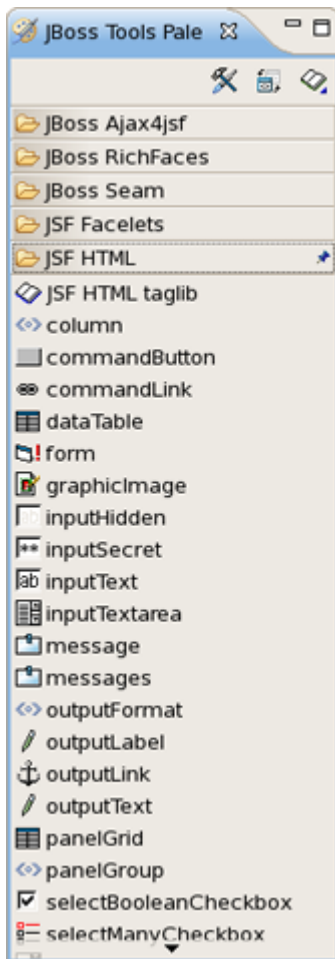 JBoss Tools Pale
JBoss Ajax4jsf
JBoss RichFaces
JBoss Seam
JSF Facelets
JSF HTML
JSF HTML taglib
column
commandButton
commandLink
dataTable
form
graphicImage
inputHidden
inputSecret
inputText
inputTextarea
message
messages
outputFormat
outputLabel
outputLink
outputText
panelGrid
panelGroup
selectBooleanCheckbox
selectManyCheckbox